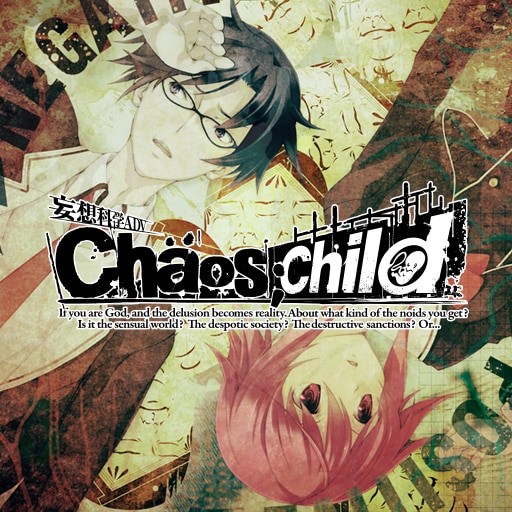 NEGATI
妄想科学ADV
Chäos;Child
If you are God, and the delusion becomes reality. About what kind of the noids you get?
Is it the sensual world? The despotic society? The destructive sanctions? Or...
POSITI